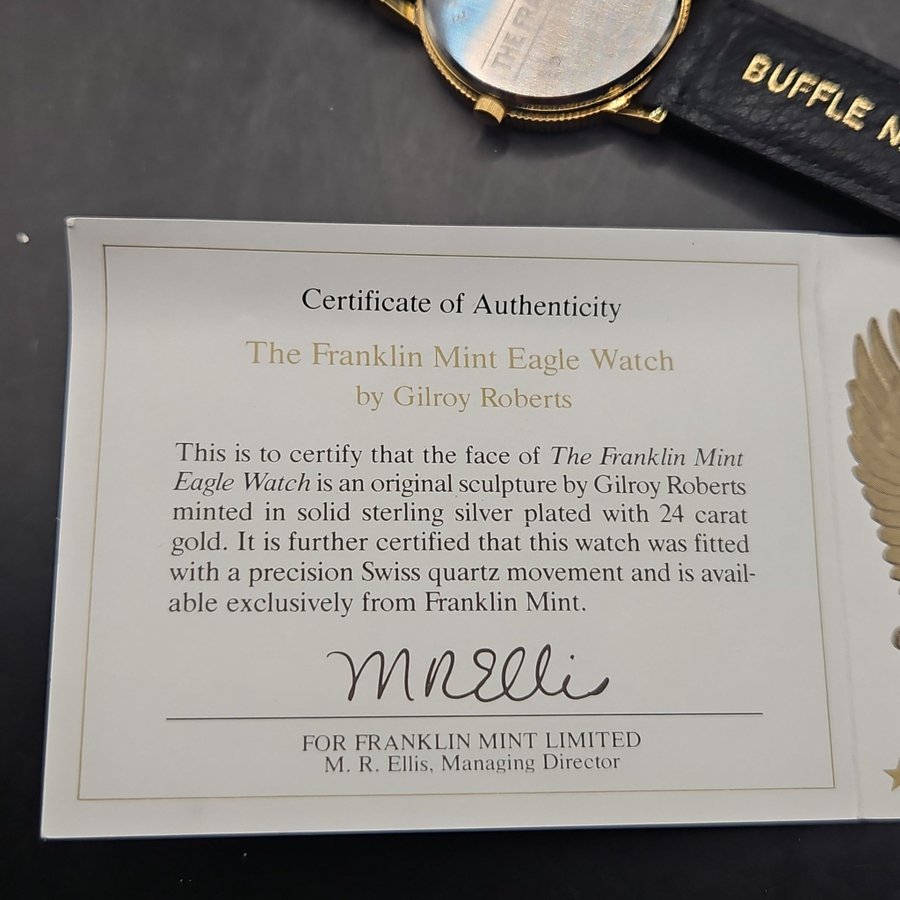 THE FRA
BUFFLE
Certificate of Authenticity
The Franklin Mint Eagle Watch
by Gilroy Roberts
This is to certify that the face of The Franklin Mint
Eagle Watch is an original sculpture by Gilroy Roberts
minted in solid sterling silver plated with 24 carat
gold. It is further certified that this watch was fitted
with a precision Swiss quartz movement and is avail-
able exclusively from Franklin Mint.
M R Ellis
FOR FRANKLIN MINT LIMITED
M. R. Ellis, Managing Director